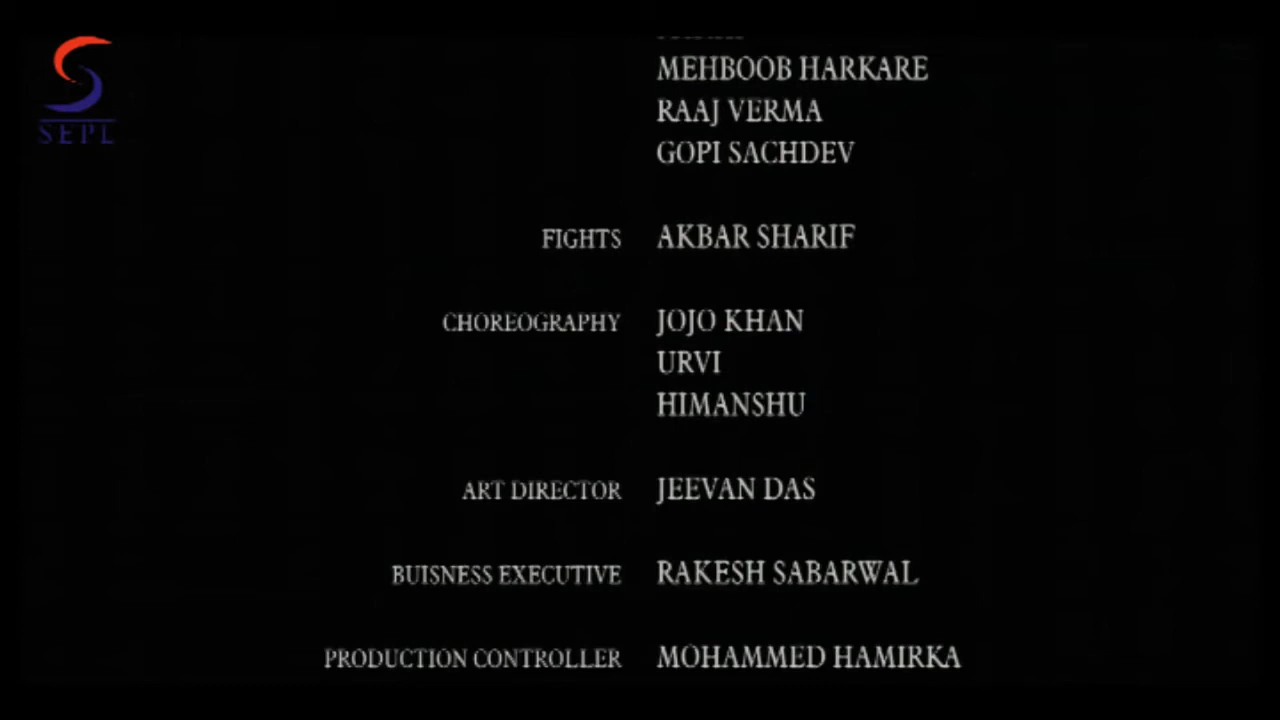 SEPL
MEHBOOB HARKARE
RAAJ VERMA
GOPI SACHDEV
FIGHTS AKBAR SHARIF
CHOREOGRAPHY JOJO KHAN
URVI
HIMANSHU
ART DIRECTOR JEEVAN DAS
BUISNESS EXECUTIVE RAKESH SABARWAL
PRODUCTION CONTROLLER MOHAMMED HAMIRKA